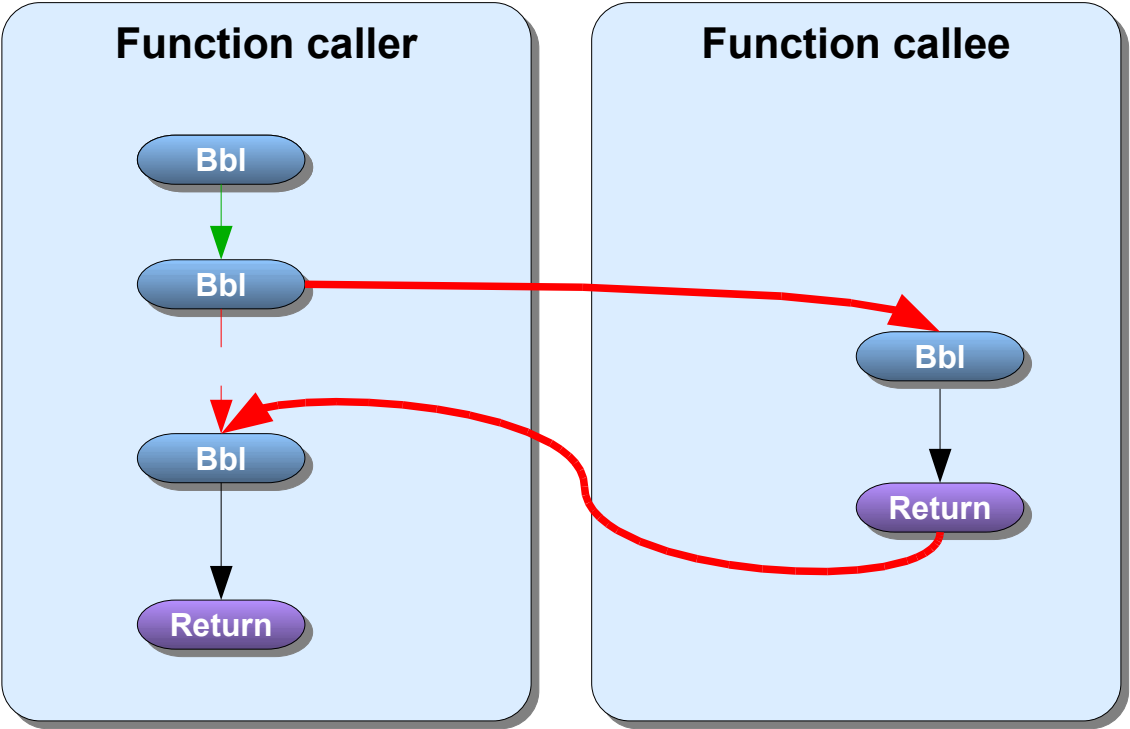 Function caller
Bbl
Bbl
Bbl
Return
Function callee
Bbl
Return